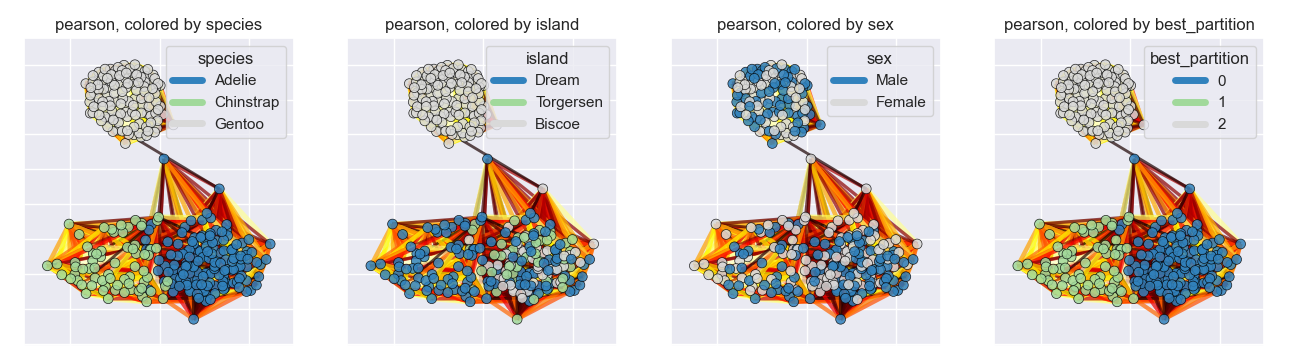 pearson, colored by species
species
Adelie
Chinstrap
Gentoo
pearson, colored by island
island
Dream
Torgersen
Biscoe
pearson, colored by sex
sex
Male
Female
pearson, colored by best_partition
best_partition
0
1
2